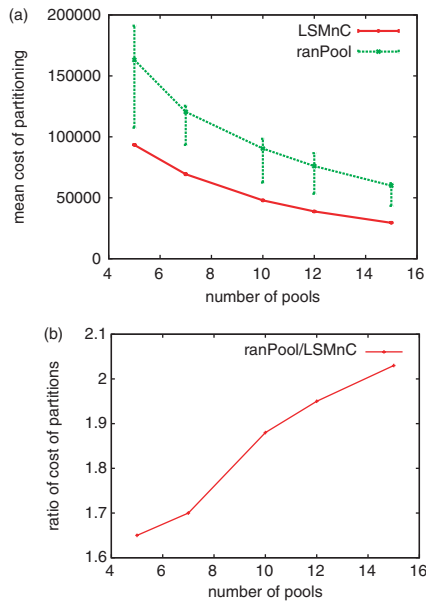 (a)
200000
150000
100000
50000
0
mean cost of partitioning
LSMnC
ranPool
4 6 8 10 12 14 16
number of pools
(b)
2.1
2
1.9
1.8
1.7
1.6
ratio of cost of partitions
ranPool/LSMnC
4 6 8 10 12 14 16
number of pools